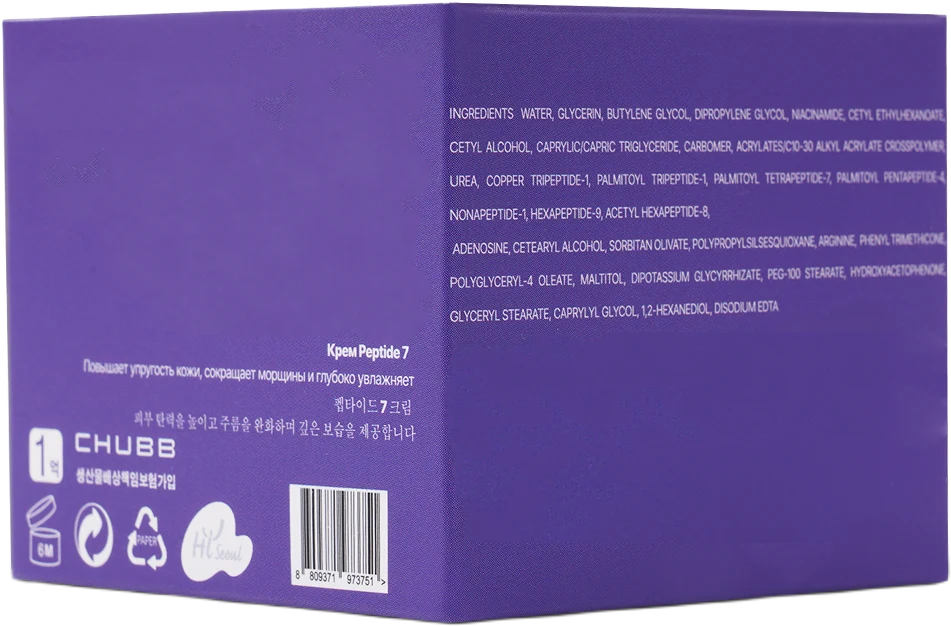 Крем Peptide 7
Повышает упругость кожи, сокращает морщины и глубоко увлажняет
펩타이드 7 크림
피부 탄력을 높이고 주름을 완화하며 깊은 보습을 제공합니다
1억
CHUBB
생산물배상책임보험가입
6M
PAPER
Hi Seoul
8 809371 973751 >
INGREDIENTS WATER, GLYCERIN, BUTYLENE GLYCOL, DIPROPYLENE GLYCOL, NIACINAMIDE, CETYL ETHYLHEXANOATE,
CETYL ALCOHOL, CAPRYLIC/CAPRIC TRIGLYCERIDE, CARBOMER, ACRYLATES/C10-30 ALKYL ACRYLATE CROSSPOLYMER,
UREA, COPPER TRIPEPTIDE-1, PALMITOYL TRIPEPTIDE-1, PALMITOYL TETRAPEPTIDE-7, PALMITOYL PENTAPEPTIDE-4,
NONAPEPTIDE-1, HEXAPEPTIDE-9, ACETYL HEXAPEPTIDE-8,
ADENOSINE, CETEARYL ALCOHOL, SORBITAN OLIVATE, POLYPROPYLSILSESQUIOXANE, ARGININE, PHENYL TRIMETHICONE,
POLYGLYCERYL-4 OLEATE, MALTITOL, DIPOTASSIUM GLYCYRRHIZATE, PEG-100 STEARATE, HYDROXYACETOPHENONE,
GLYCERYL STEARATE, CAPRYLYL GLYCOL, 1,2-HEXANEDIOL, DISODIUM EDTA